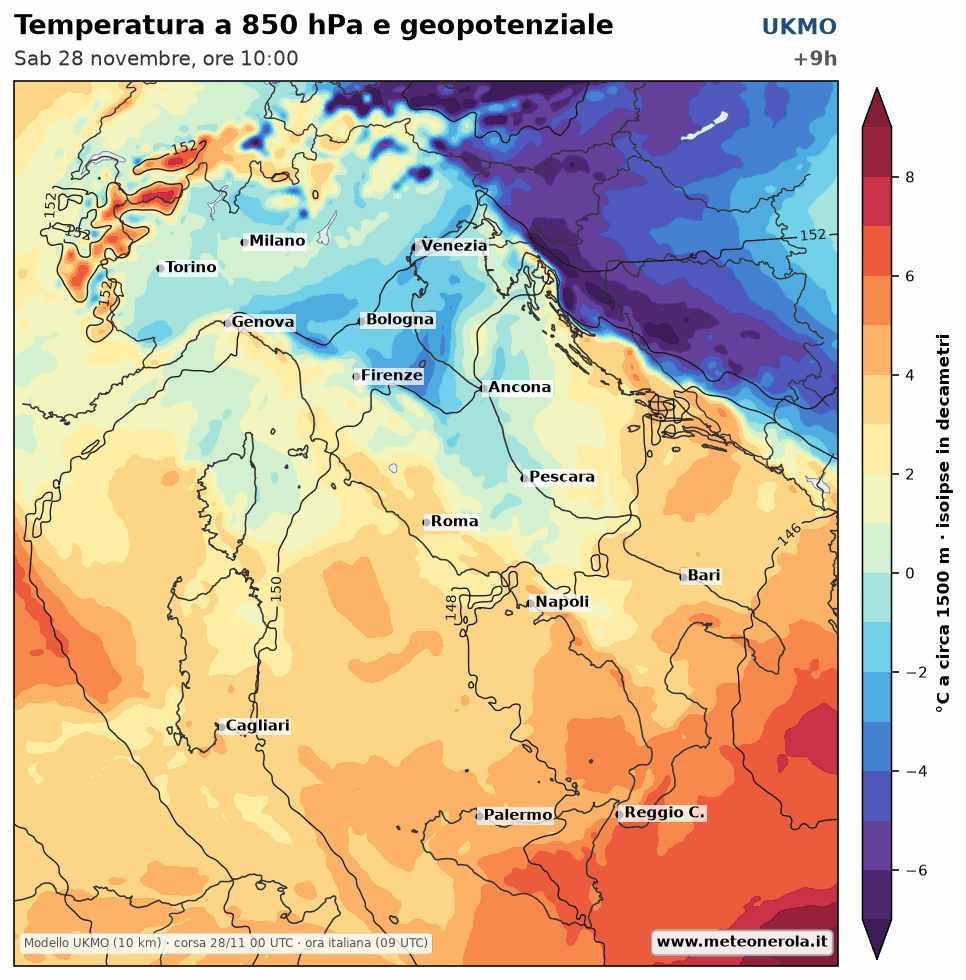 Temperatura a 850 hPa e geopotenziale
UKMO
Sab 28 novembre, ore 10:00
+9h
152
152
152
152
0
152
Milano
Venezia
Torino
Genova
Bologna
Firenze
Ancona
Pescara
Roma
146
Bari
150
148
Napoli
Cagliari
Palermo
Reggio C.
8
6
4
2
0
−2
−4
−6
°C a circa 1500 m · isoipse in decametri
Modello UKMO (10 km) · corsa 28/11 00 UTC · ora italiana (09 UTC)
www.meteonerola.it